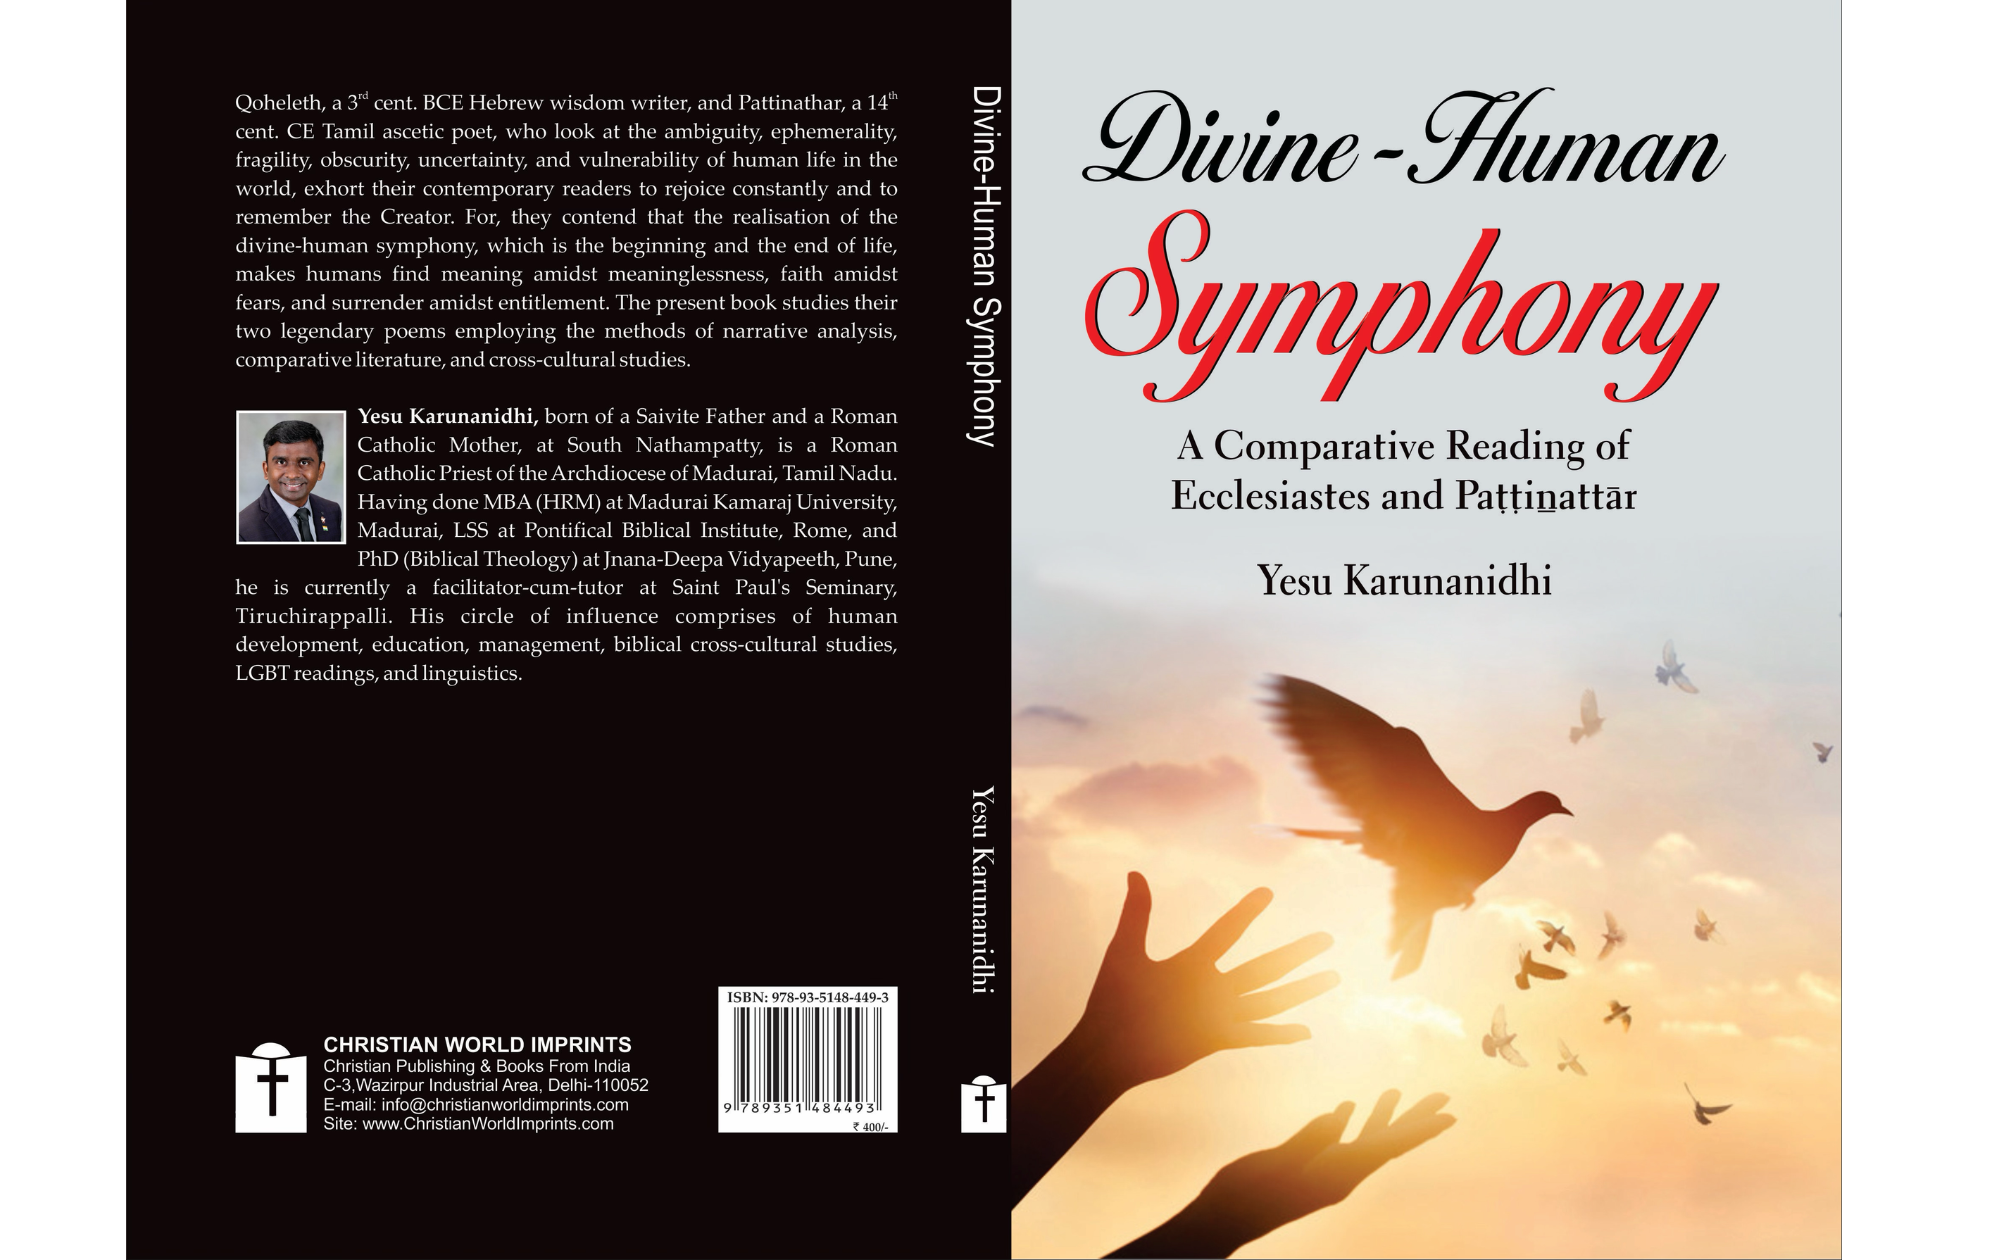 Qoheleth, a 3rd cent. BCE Hebrew wisdom writer, and Pattinathar, a 14th
cent. CE Tamil ascetic poet, who look at the ambiguity, ephemerality,
fragility, obscurity, uncertainty, and vulnerability of human life in the
world, exhort their contemporary readers to rejoice constantly and to
remember the Creator. For, they contend that the realisation of the
divine-human symphony, which is the beginning and the end of life,
makes humans find meaning amidst meaninglessness, faith amidst
fears, and surrender amidst entitlement. The present book studies their
two legendary poems employing the methods of narrative analysis,
comparative literature, and cross-cultural studies.
Yesu Karunanidhi, born of a Saivite Father and a Roman
Catholic Mother, at South Nathampatty, is a Roman
Catholic Priest of the Archdiocese of Madurai, Tamil Nadu.
Having done MBA (HRM) at Madurai Kamaraj University,
Madurai, LSS at Pontifical Biblical Institute, Rome, and
PhD (Biblical Theology) at Jnana-Deepa Vidyapeeth, Pune,
he is currently a facilitator-cum-tutor at Saint Paul's Seminary,
Tiruchirappalli. His circle of influence comprises of human
development, education, management, biblical cross-cultural studies,
LGBT readings, and linguistics.
CHRISTIAN WORLD IMPRINTS
Christian Publishing & Books From India
C-3,Wazirpur Industrial Area, Delhi-110052
E-mail: info@christianworldimprints.com
Site: www.ChristianWorldImprints.com
ISBN: 978-93-5148-449-3
9 789351 484493
₹ 400/-
Divine-Human Symphony
Yesu Karunanidhi
Divine-Human
Symphony
A Comparative Reading of
Ecclesiastes and Paṭṭiṉattār
Yesu Karunanidhi